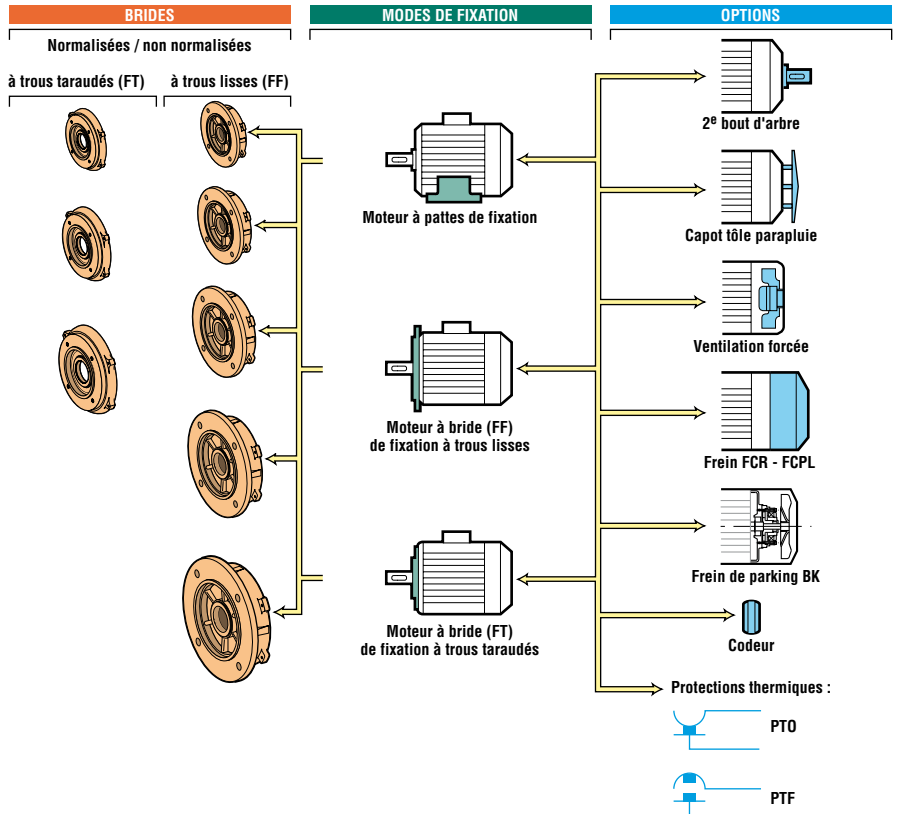 BRIDES
MODES DE FIXATION
OPTIONS
Normalisées / non normalisées
à trous taraudés (FT)
à trous lisses (FF)
2e bout d'arbre
Moteur à pattes de fixation
Capot tôle parapluie
Ventilation forcée
Moteur à bride (FF)
de fixation à trous lisses
Frein FCR - FCPL
Frein de parking BK
Moteur à bride (FT)
de fixation à trous taraudés
Codeur
Protections thermiques :
PTO
PTF